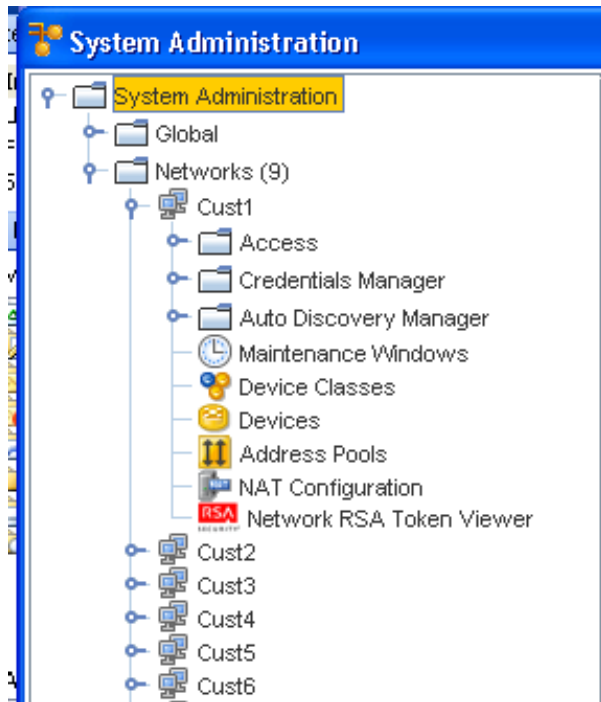 System Administration
System Administration
Global
Networks (9)
Cust1
Access
Credentials Manager
Auto Discovery Manager
Maintenance Windows
Device Classes
Devices
Address Pools
NAT Configuration
RSA Network RSA Token Viewer
SECURITY
Cust2
Cust3
Cust4
Cust5
Cust6